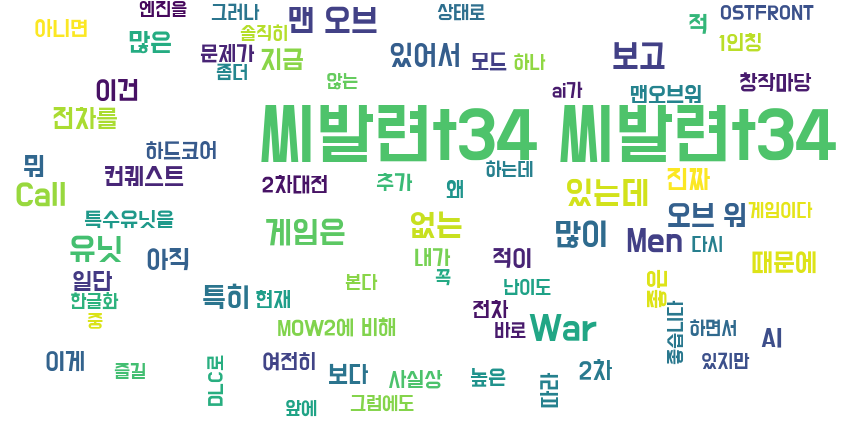 엔진을 그러나 맨 오브 상태로 OSTFRONT
아니면 솔직히 적
많은 문제가 지금 있어서 모드 하나 보고 1인칭
좀더
이건 않는 ai가 맨오브워 창작마당
전차를 씨발련t34 씨발련t34
하드코어
뭐 컨퀘스트 하는데
Call 2차대전 추가 왜 있는데 진짜
특수유닛을 게임은 없는 많이 오브 워 게임이다
유닛 아직 내가 적이 Men 다시 때문에
일단 본다 꼭 난이도 좋은
한글화 특히 현재
중 MOW2에 비해 전차 바로 War 좋습니다 하면서 AI
이게 여전히 있지만
즐길 DLC로 보다 사실상 높은 따라 2차
앞에 그럼에도